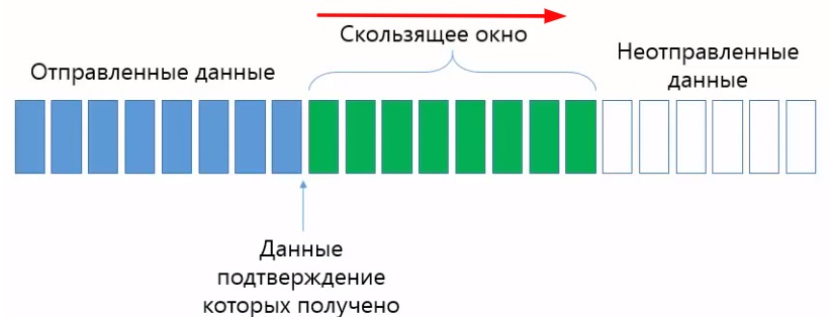 Скользящее окно
Отправленные данные
Неотправленные
данные
Данные
подтверждение
которых получено